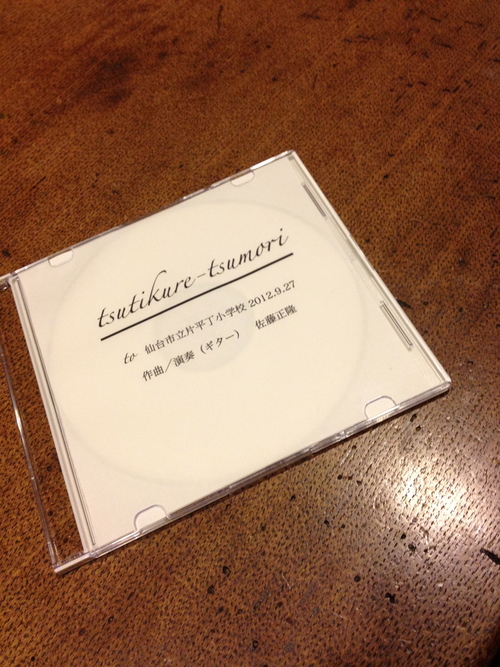 tsutikure-tsumori
to 仙台市立片平丁小学校 2012.9.27
作曲／演奏（ギター） 佐藤正隆